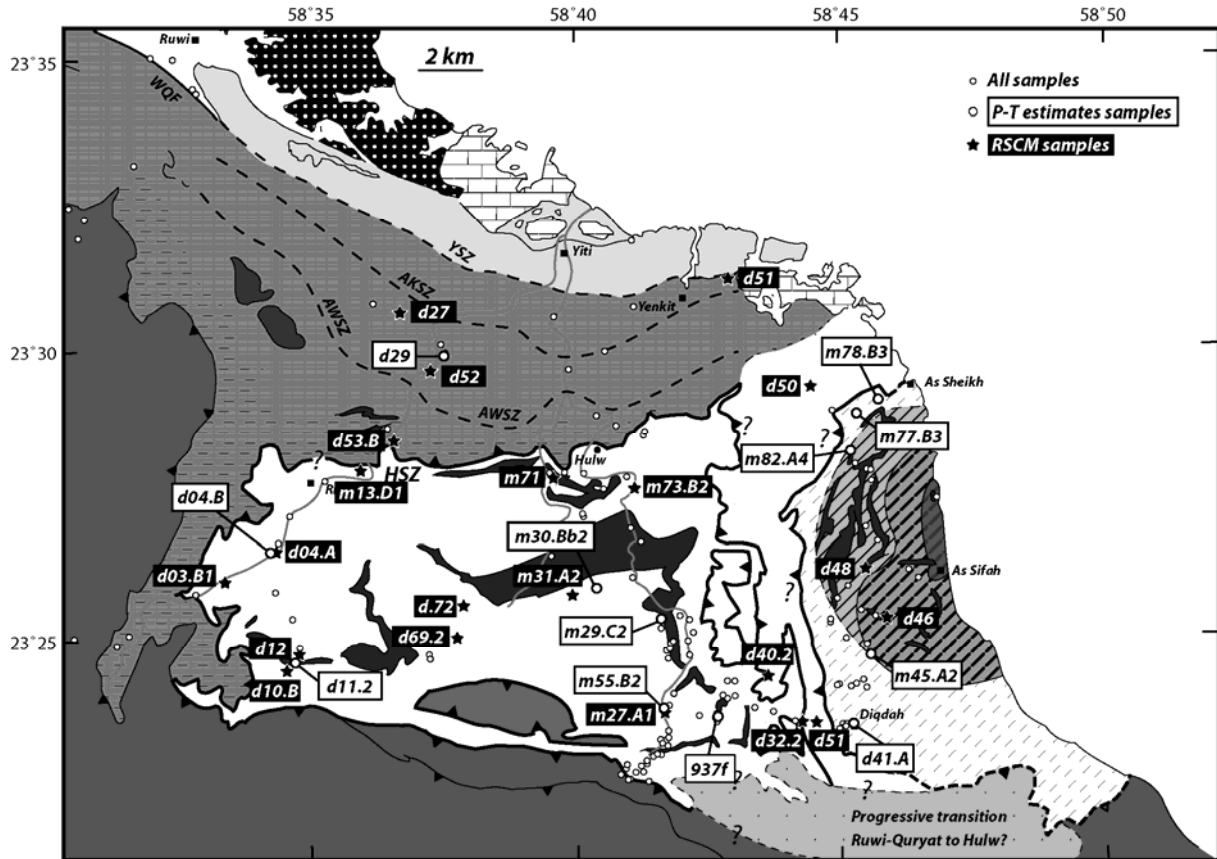 58°35
58°40
58°45
58°50
Ruwi
23°35
2 km
WQF
All samples
P-T estimates samples
RSCM samples
YSZ
Yiti
AKSZ
d51
d27
Yenkit
AWSZ
23°30
d29
m78.B3
d52
d50
As Sheikh
AWSZ
m77.B3
d53.B
?
?
m82.A4
?
HSZ
Hulw
m71
d04.B
m13.D1
m73.B2
m30.Bb2
d04.A
d48
As Sifah
d03.B1
m31.A2
?
d.72
d46
m29.C2
23°25
d69.2
d12
d40.2
m45.A2
d10.B
d11.2
m55.B2
m27.A1
Diqdah
937f
d32.2
d51
d41.A
?
?
?
Progressive transition
Ruwi-Quryat to Hulw?